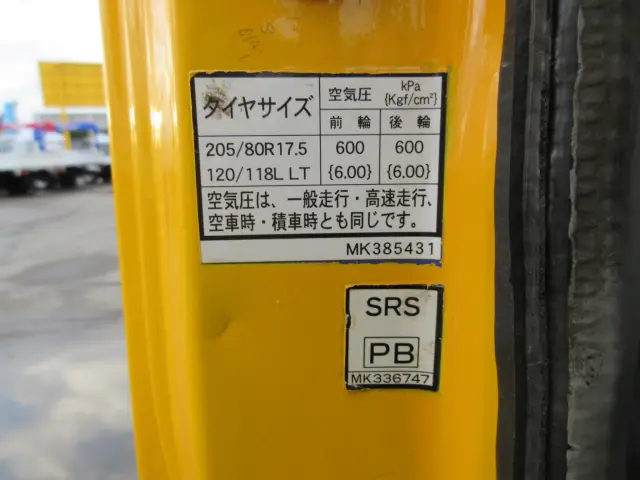 タイヤサイズ 空気圧 kPa {Kgf/cm²}
前輪 後輪
205/80R17.5 600 600
120/118L LT {6.00} {6.00}
空気圧は、一般走行・高速走行、
空車時・積車時とも同じです。
MK385431
SRS
PB
MK336747